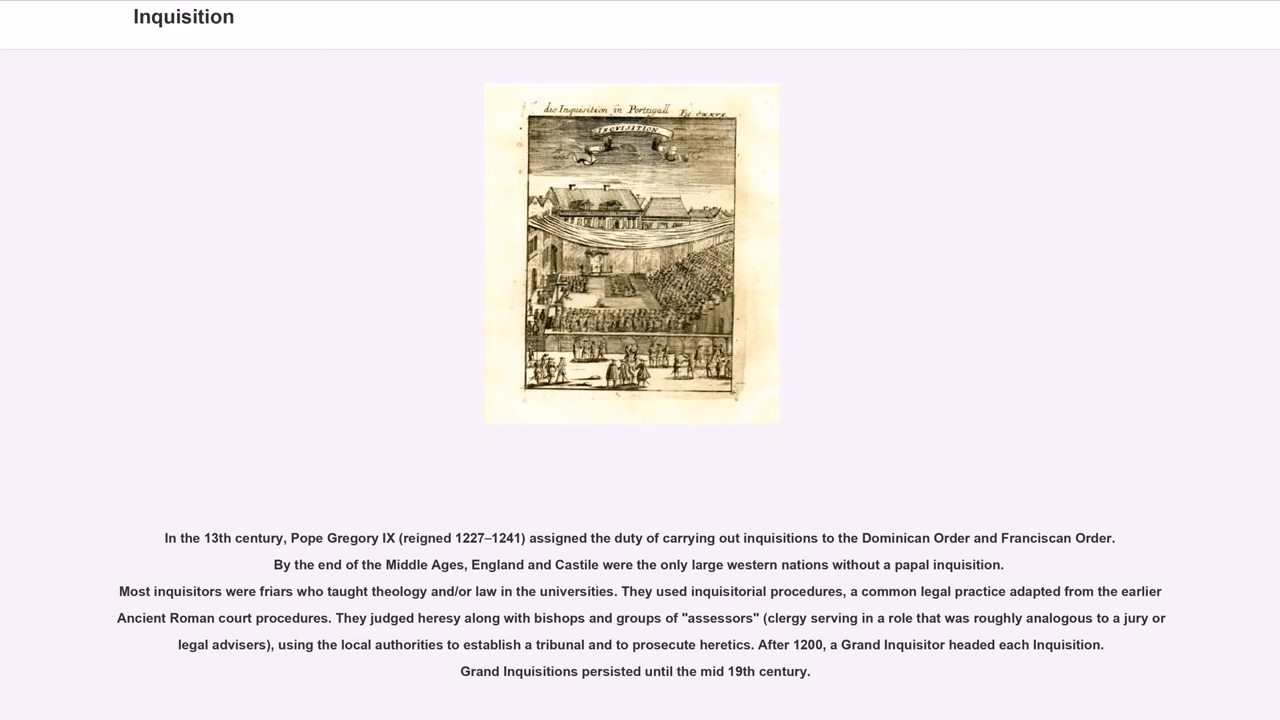 Inquisition
des Inquisition in Portugall
INQUISITION
In the 13th century, Pope Gregory IX (reigned 1227–1241) assigned the duty of carrying out inquisitions to the Dominican Order and Franciscan Order.
By the end of the Middle Ages, England and Castile were the only large western nations without a papal inquisition.
Most inquisitors were friars who taught theology and/or law in the universities. They used inquisitorial procedures, a common legal practice adapted from the earlier
Ancient Roman court procedures. They judged heresy along with bishops and groups of "assessors" (clergy serving in a role that was roughly analogous to a jury or
legal advisers), using the local authorities to establish a tribunal and to prosecute heretics. After 1200, a Grand Inquisitor headed each Inquisition.
Grand Inquisitions persisted until the mid 19th century.